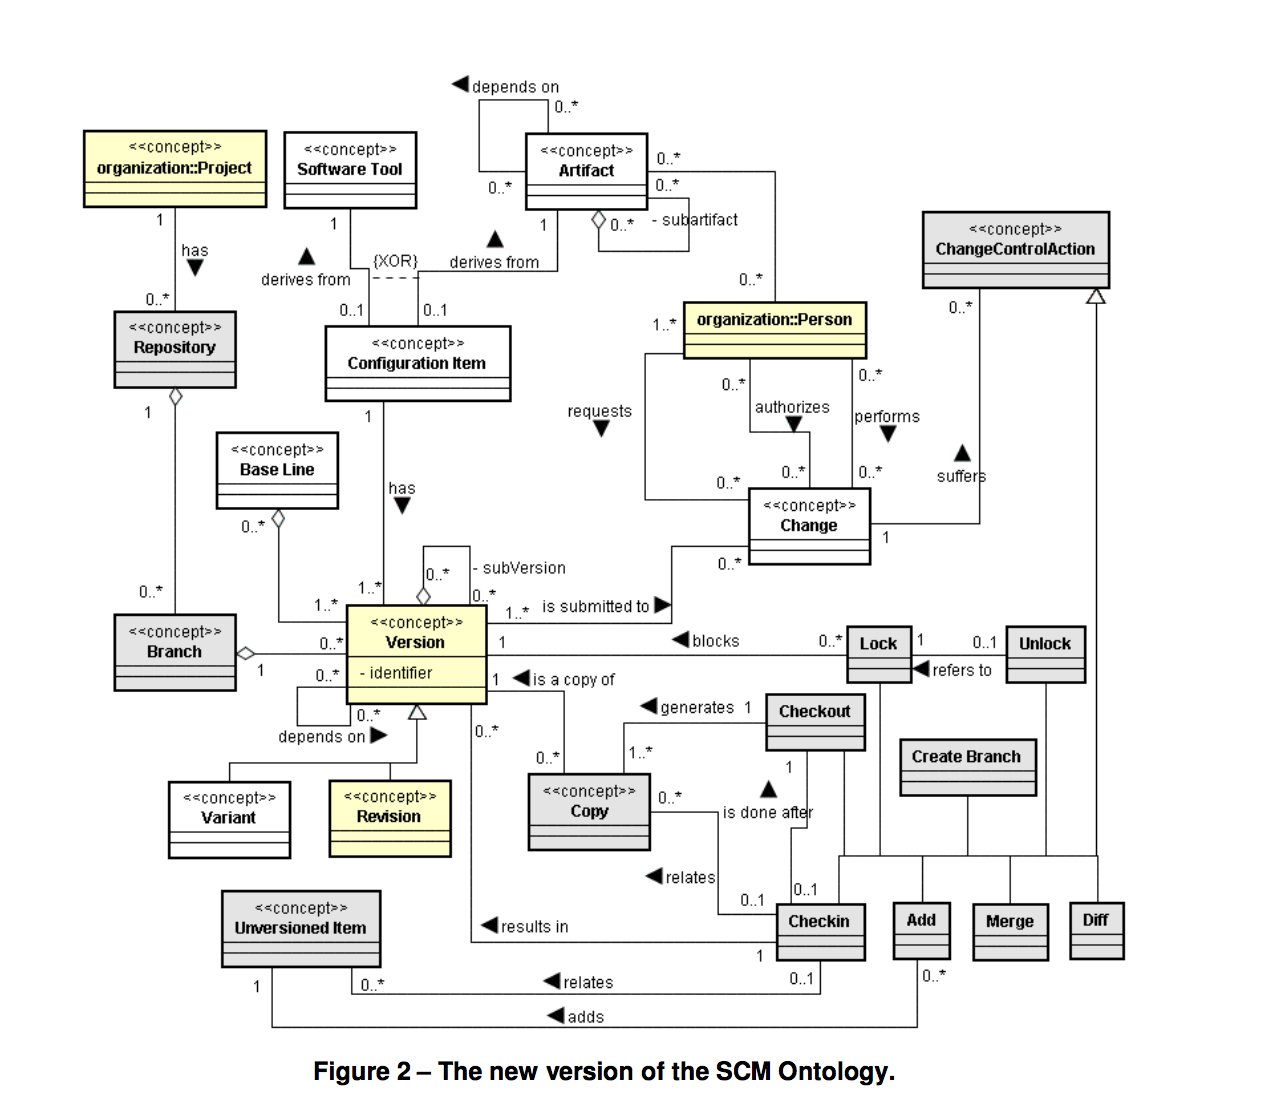 ◀ depends on
0..*
<<concept>>
organization::Project
<<concept>>
Software Tool
<<concept>>
Artifact
0..*
0..*
0..*
0..*
- subartifact
1
1
1
<<concept>>
ChangeControlAction
has
▼
▲
derives from
{XOR}
▲
derives from
0..*
0..*
0..1
0..1
0..*
<<concept>>
Repository
<<concept>>
Configuration Item
1..*
organization::Person
1
1
0..*
0..*
requests
▼
authorizes
▼
performs
▼
<<concept>>
Base Line
▲
suffers
0..*
has
▼
0..*
0..*
0..*
<<concept>>
Change
1
0..*
0..*
0..*
- subVersion
0..*
1..*
1..*
0..*
1..*
is submitted to ▶
<<concept>>
Branch
<<concept>>
Version
- identifier
0..*
1
1
◀ blocks
0..*
Lock
1
0..1
Unlock
◀ refers to
0..*
1
◀ is a copy of
0..*
depends on ▶
0..*
◀ generates
1
Checkout
0..*
1..*
1
Create Branch
<<concept>>
Variant
<<concept>>
Revision
<<concept>>
Copy
0..*
▲
is done after
◀ relates
0..1
0..1
<<concept>>
Unversioned Item
◀ results in
1
Checkin
Add
Merge
Diff
1
0..*
◀ relates
0..1
0..*
◀ adds
Figure 2 – The new version of the SCM Ontology.